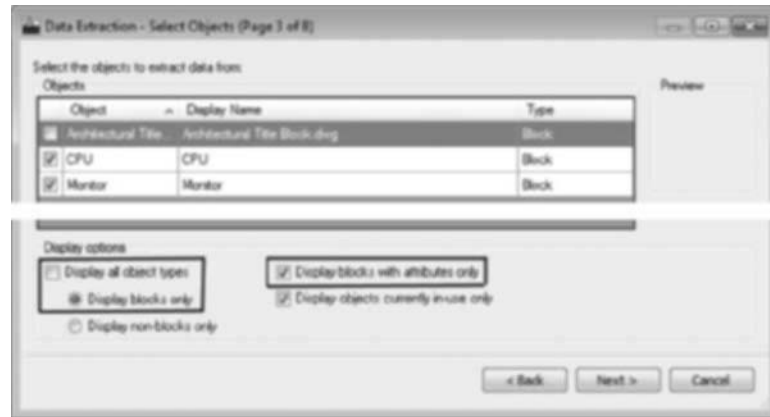 Data Extraction - Select Objects (Page 3 of 8)
Select the objects to extract data from:
Objects
Preview
Object Display Name Type
Architectural Title... Architectural Title Block.dwg Block
CPU CPU Block
Monitor Monitor Block
Display options
Display all object types
Display blocks with attributes only
Display blocks only
Display objects currently in-use only
Display non-blocks only
< Back Next > Cancel